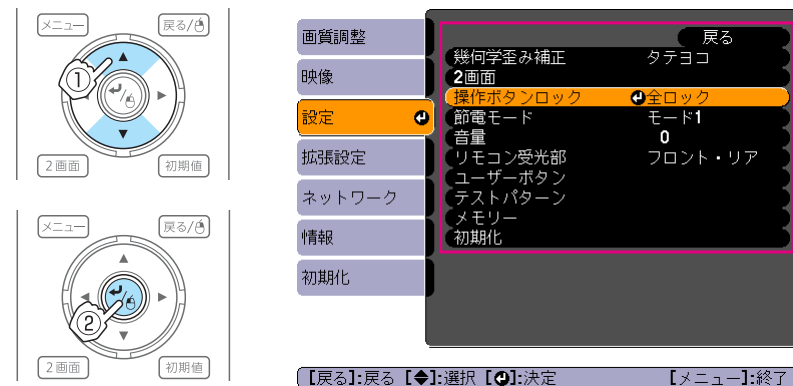 メニュー
戻る/
①
2画面
初期値
メニュー
戻る/
②
2画面
初期値
画質調整
映像
設定
拡張設定
ネットワーク
情報
初期化
戻る
幾何学歪み補正 タテヨコ
2画面
操作ボタンロック 全ロック
節電モード モード1
音量 0
リモコン受光部 フロント・リア
ユーザーボタン
テストパターン
メモリー
初期化
【戻る】:戻る 【◆】:選択 【⏎】:決定 【メニュー】:終了